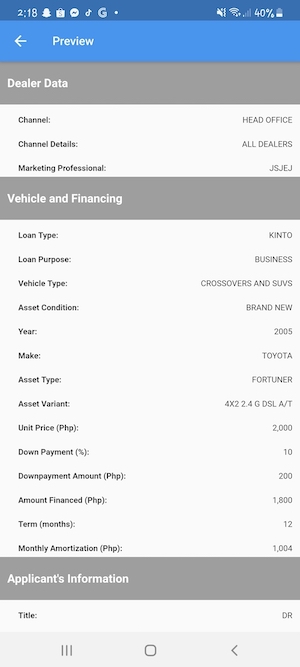 2:18 40%
Preview
Dealer Data
Channel: HEAD OFFICE
Channel Details: ALL DEALERS
Marketing Professional: JSJEJ
Vehicle and Financing
Loan Type: KINTO
Loan Purpose: BUSINESS
Vehicle Type: CROSSOVERS AND SUVS
Asset Condition: BRAND NEW
Year: 2005
Make: TOYOTA
Asset Type: FORTUNER
Asset Variant: 4X2 2.4 G DSL A/T
Unit Price (Php): 2,000
Down Payment (%): 10
Downpayment Amount (Php): 200
Amount Financed (Php): 1,800
Term (months): 12
Monthly Amortization (Php): 1,004
Applicant's Information
Title: DR